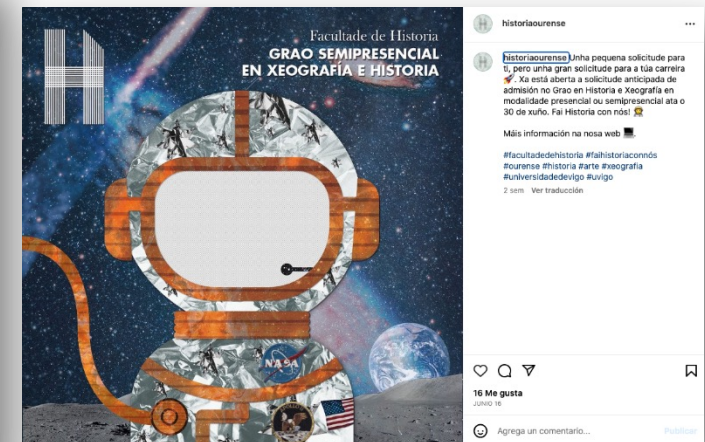 H
Facultade de Historia
GRAO SEMIPRESENCIAL
EN XEOGRAFÍA E HISTORIA
NASA
historiaourense
historiaourense Unha pequena solicitude para
ti, pero unha gran solicitude para a túa carreira
🚀. Xa está aberta a solicitude anticipada de
admisión no Grao en Historia e Xeografía en
modalidade presencial ou semipresencial ata o
30 de xuño. Fai Historia con nós! 🧑‍🚀
Máis información na nosa web 💻.
#facultadedehistoria #faihistoriaconnós
#ourense #historia #arte #xeografia
#universidadedevigo #uvigo
2 sem Ver traducción
16 Me gusta
JUNIO 16
Agrega un comentario...
Publicar